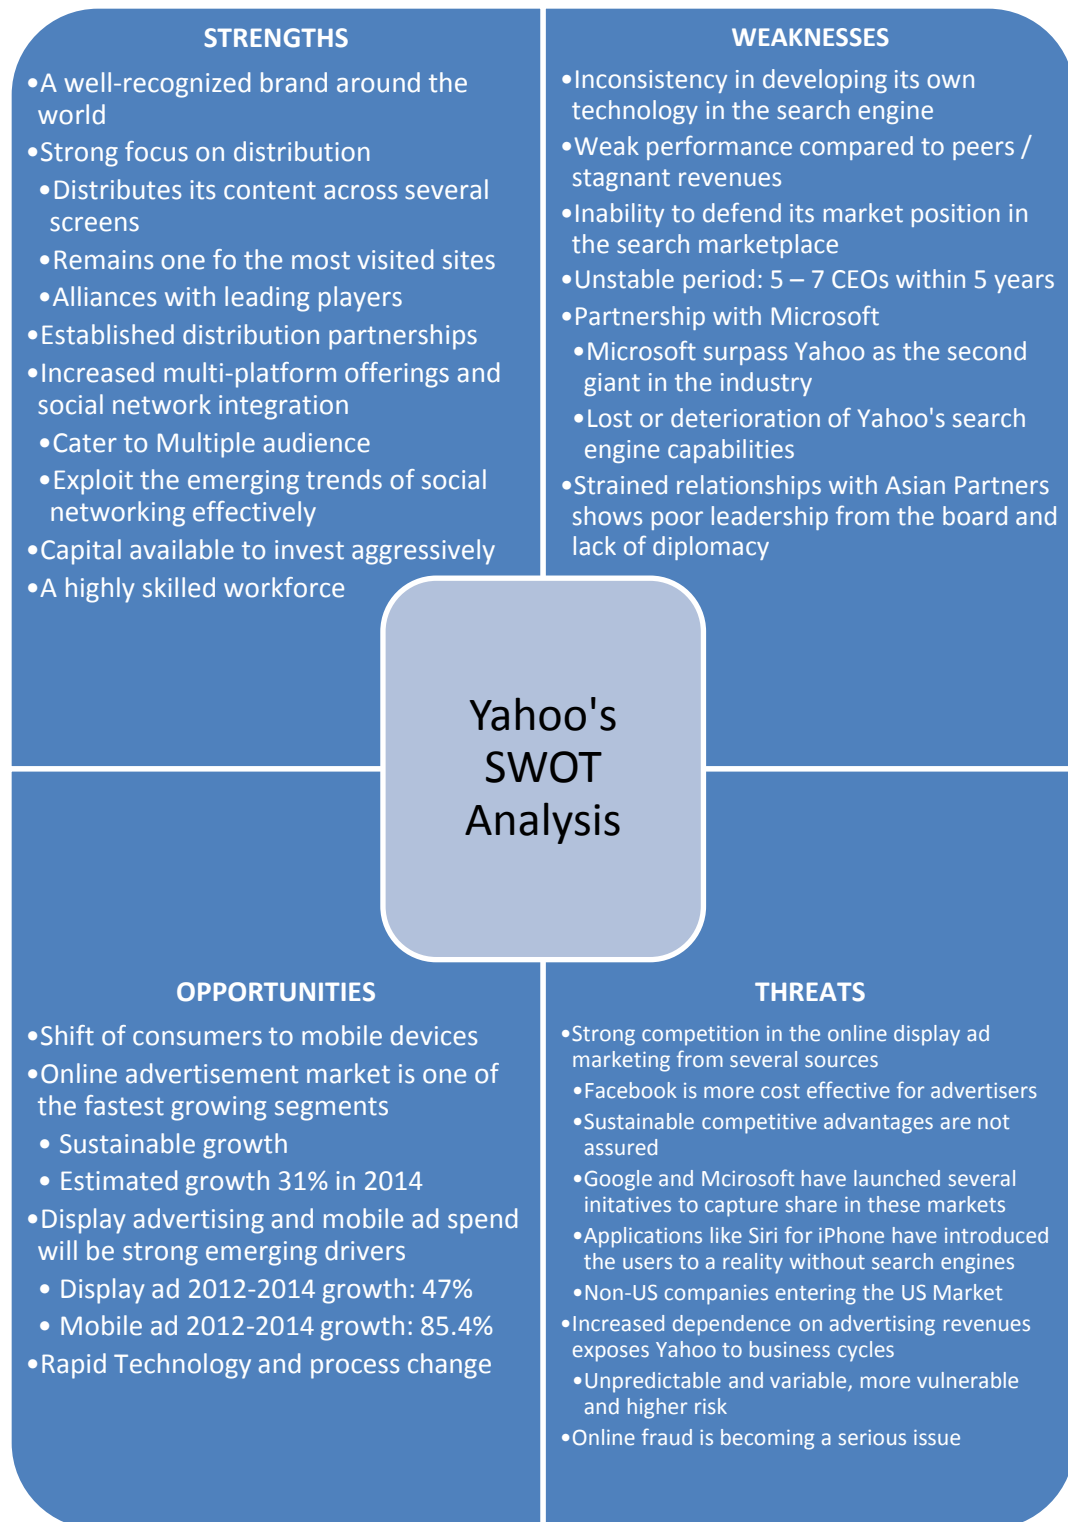 STRENGTHS
•A well-recognized brand around the
world
•Strong focus on distribution
•Distributes its content across several
screens
•Remains one fo the most visited sites
•Alliances with leading players
•Established distribution partnerships
•Increased multi-platform offerings and
social network integration
•Cater to Multiple audience
•Exploit the emerging trends of social
networking effectively
•Capital available to invest aggressively
•A highly skilled workforce
WEAKNESSES
•Inconsistency in developing its own
technology in the search engine
•Weak performance compared to peers /
stagnant revenues
•Inability to defend its market position in
the search marketplace
•Unstable period: 5 – 7 CEOs within 5 years
•Partnership with Microsoft
•Microsoft surpass Yahoo as the second
giant in the industry
•Lost or deterioration of Yahoo's search
engine capabilities
•Strained relationships with Asian Partners
shows poor leadership from the board and
lack of diplomacy
Yahoo's
SWOT
Analysis
OPPORTUNITIES
•Shift of consumers to mobile devices
•Online advertisement market is one of
the fastest growing segments
• Sustainable growth
• Estimated growth 31% in 2014
•Display advertising and mobile ad spend
will be strong emerging drivers
• Display ad 2012-2014 growth: 47%
• Mobile ad 2012-2014 growth: 85.4%
•Rapid Technology and process change
THREATS
•Strong competition in the online display ad
marketing from several sources
•Facebook is more cost effective for advertisers
•Sustainable competitive advantages are not
assured
•Google and Mcirosoft have launched several
initatives to capture share in these markets
•Applications like Siri for iPhone have introduced
the users to a reality without search engines
•Non-US companies entering the US Market
•Increased dependence on advertising revenues
exposes Yahoo to business cycles
•Unpredictable and variable, more vulnerable
and higher risk
•Online fraud is becoming a serious issue